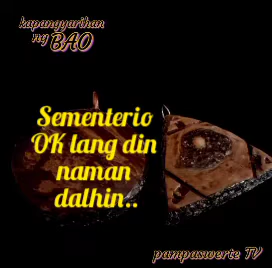 kapangyarihan
ng BAO
Sementerio
OK lang din
naman
dalhin..
pampaswerte TV